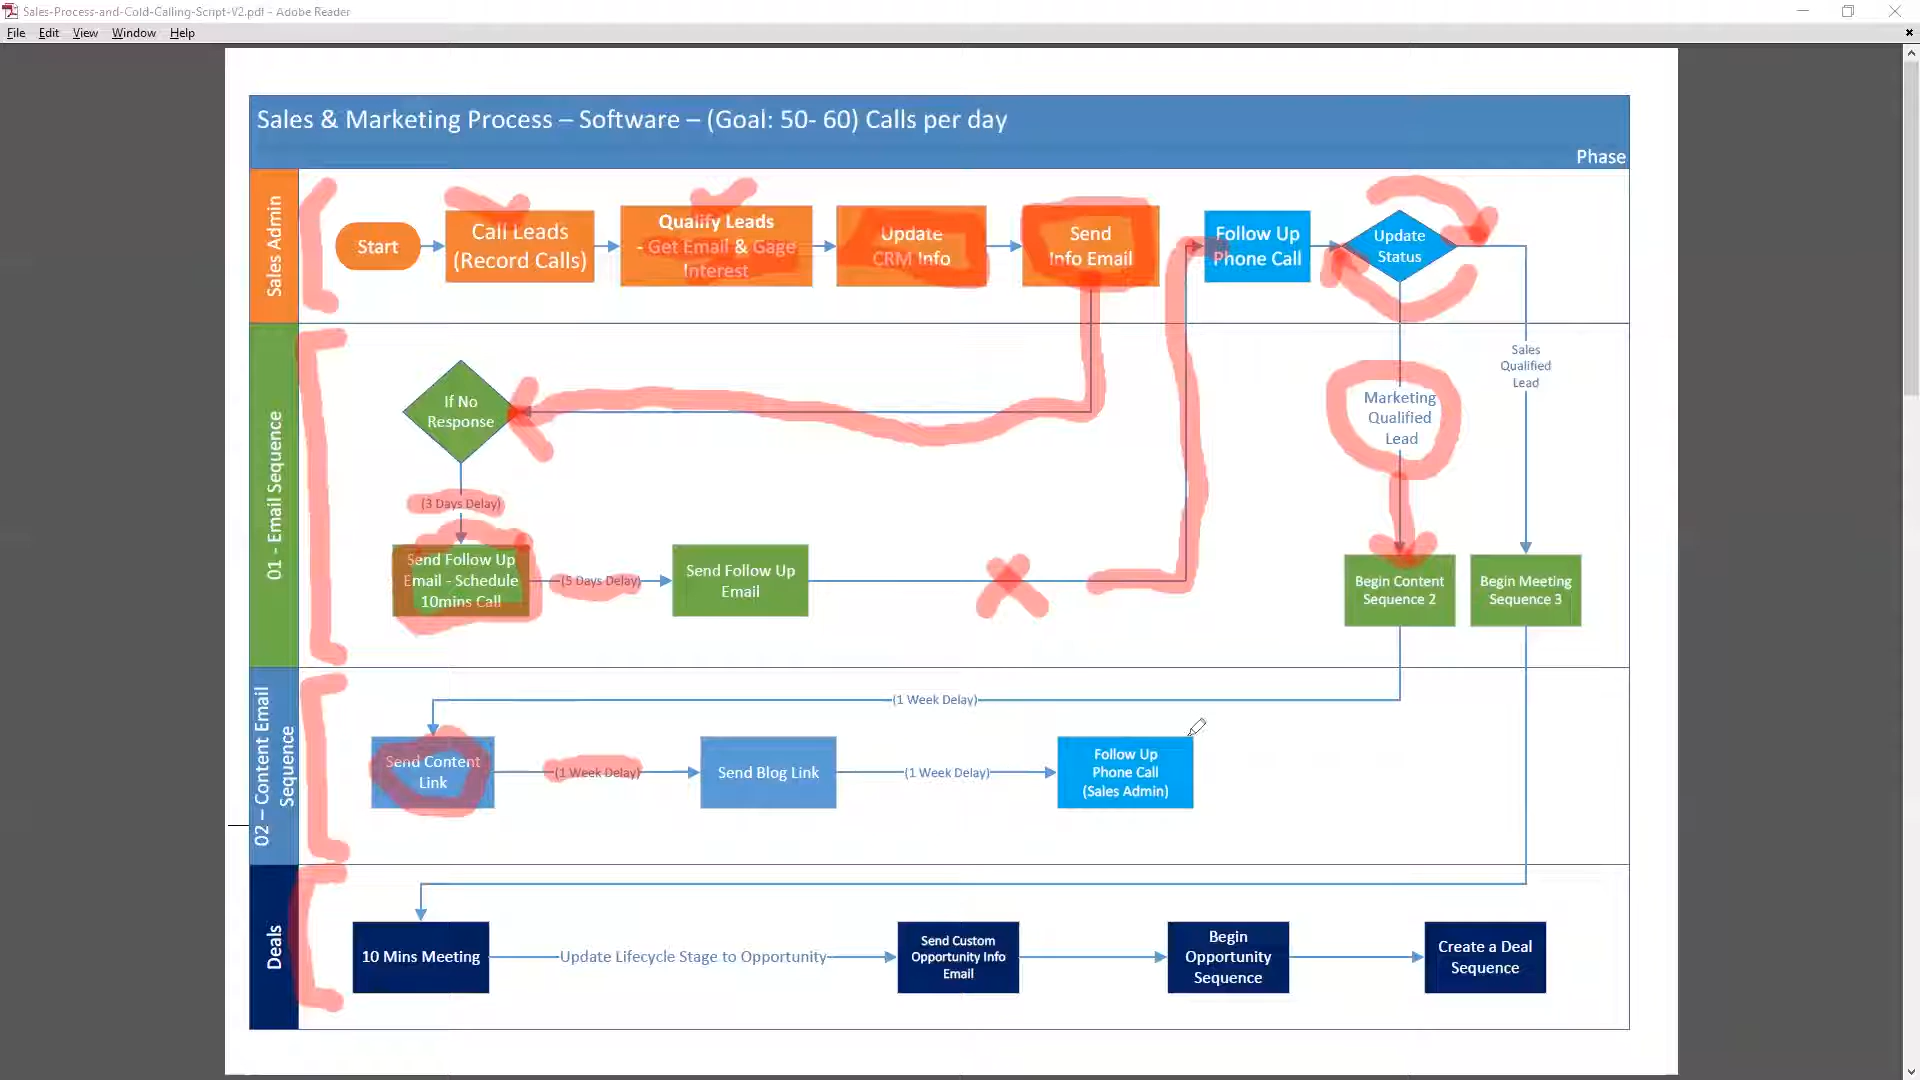 Sales-Process-and-Cold-Calling-Script-V2.pdf - Adobe Reader
File Edit View Window Help
Sales & Marketing Process – Software – (Goal: 50- 60) Calls per day
Phase
Sales Admin
Start
Call Leads
(Record Calls)
Qualify Leads
- Get Email & Gage
Interest
Update
CRM Info
Send
Info Email
Follow Up
Phone Call
Update
Status
01 - Email Sequence
If No
Response
Marketing
Qualified
Lead
Sales
Qualified
Lead
(3 Days Delay)
Send Follow Up
Email - Schedule
10mins Call
(5 Days Delay)
Send Follow Up
Email
Begin Content
Sequence 2
Begin Meeting
Sequence 3
02 – Content Email
Sequence
(1 Week Delay)
Send Content
Link
(1 Week Delay)
Send Blog Link
(1 Week Delay)
Follow Up
Phone Call
(Sales Admin)
Deals
10 Mins Meeting
Update Lifecycle Stage to Opportunity
Send Custom
Opportunity Info
Email
Begin
Opportunity
Sequence
Create a Deal
Sequence